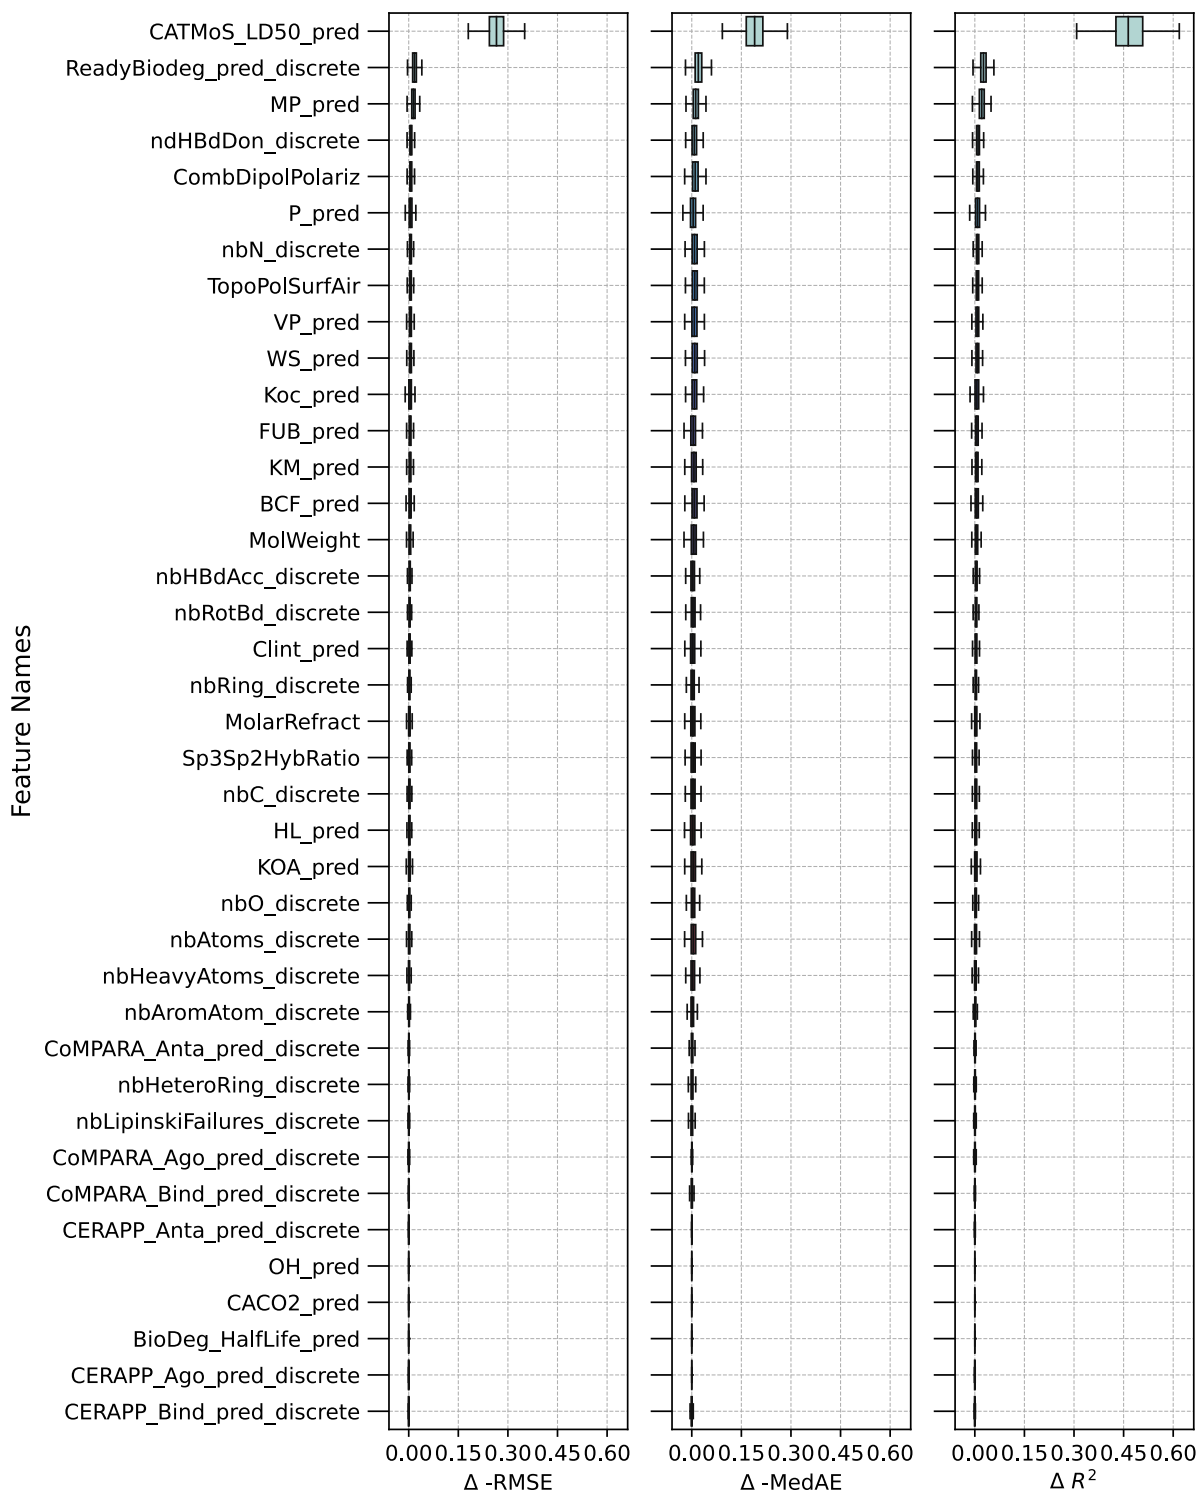 Feature Names
CATMoS_LD50_pred
ReadyBiodeg_pred_discrete
MP_pred
ndHBdDon_discrete
CombDipolPolariz
P_pred
nbN_discrete
TopoPolSurfAir
VP_pred
WS_pred
Koc_pred
FUB_pred
KM_pred
BCF_pred
MolWeight
nbHBdAcc_discrete
nbRotBd_discrete
Clint_pred
nbRing_discrete
MolarRefract
Sp3Sp2HybRatio
nbC_discrete
HL_pred
KOA_pred
nbO_discrete
nbAtoms_discrete
nbHeavyAtoms_discrete
nbAromAtom_discrete
CoMPARA_Anta_pred_discrete
nbHeteroRing_discrete
nbLipinskiFailures_discrete
CoMPARA_Ago_pred_discrete
CoMPARA_Bind_pred_discrete
CERAPP_Anta_pred_discrete
OH_pred
CACO2_pred
BioDeg_HalfLife_pred
CERAPP_Ago_pred_discrete
CERAPP_Bind_pred_discrete
0.00 0.15 0.30 0.45 0.60 0.00 0.15 0.30 0.45 0.60 0.00 0.15 0.30 0.45 0.60
Δ -RMSE Δ -MedAE Δ R²